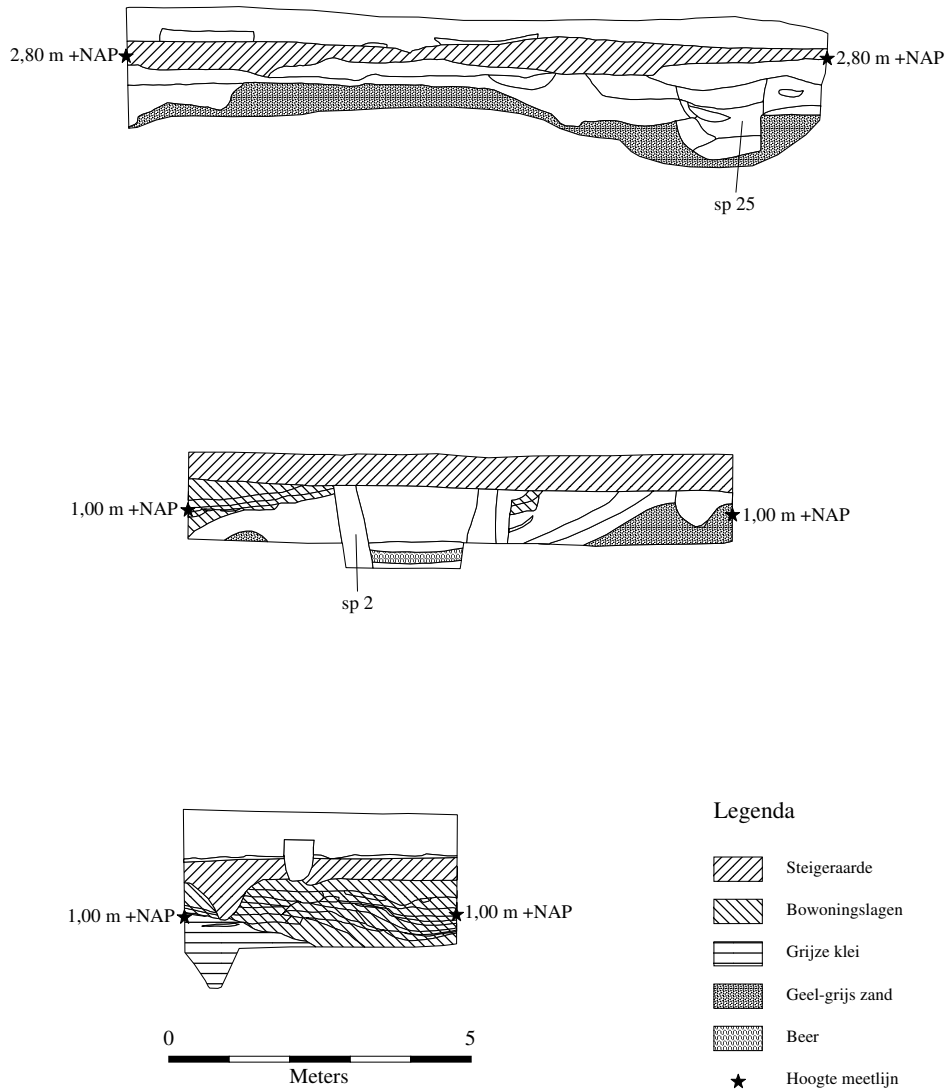 2,80 m +NAP
2,80 m +NAP
sp 25
1,00 m +NAP
1,00 m +NAP
sp 2
1,00 m +NAP
1,00 m +NAP
Legenda
Steigeraarde
Bowoningslagen
Grijze klei
Geel-grijs zand
Beer
Hoogte meetlijn
0 5
Meters